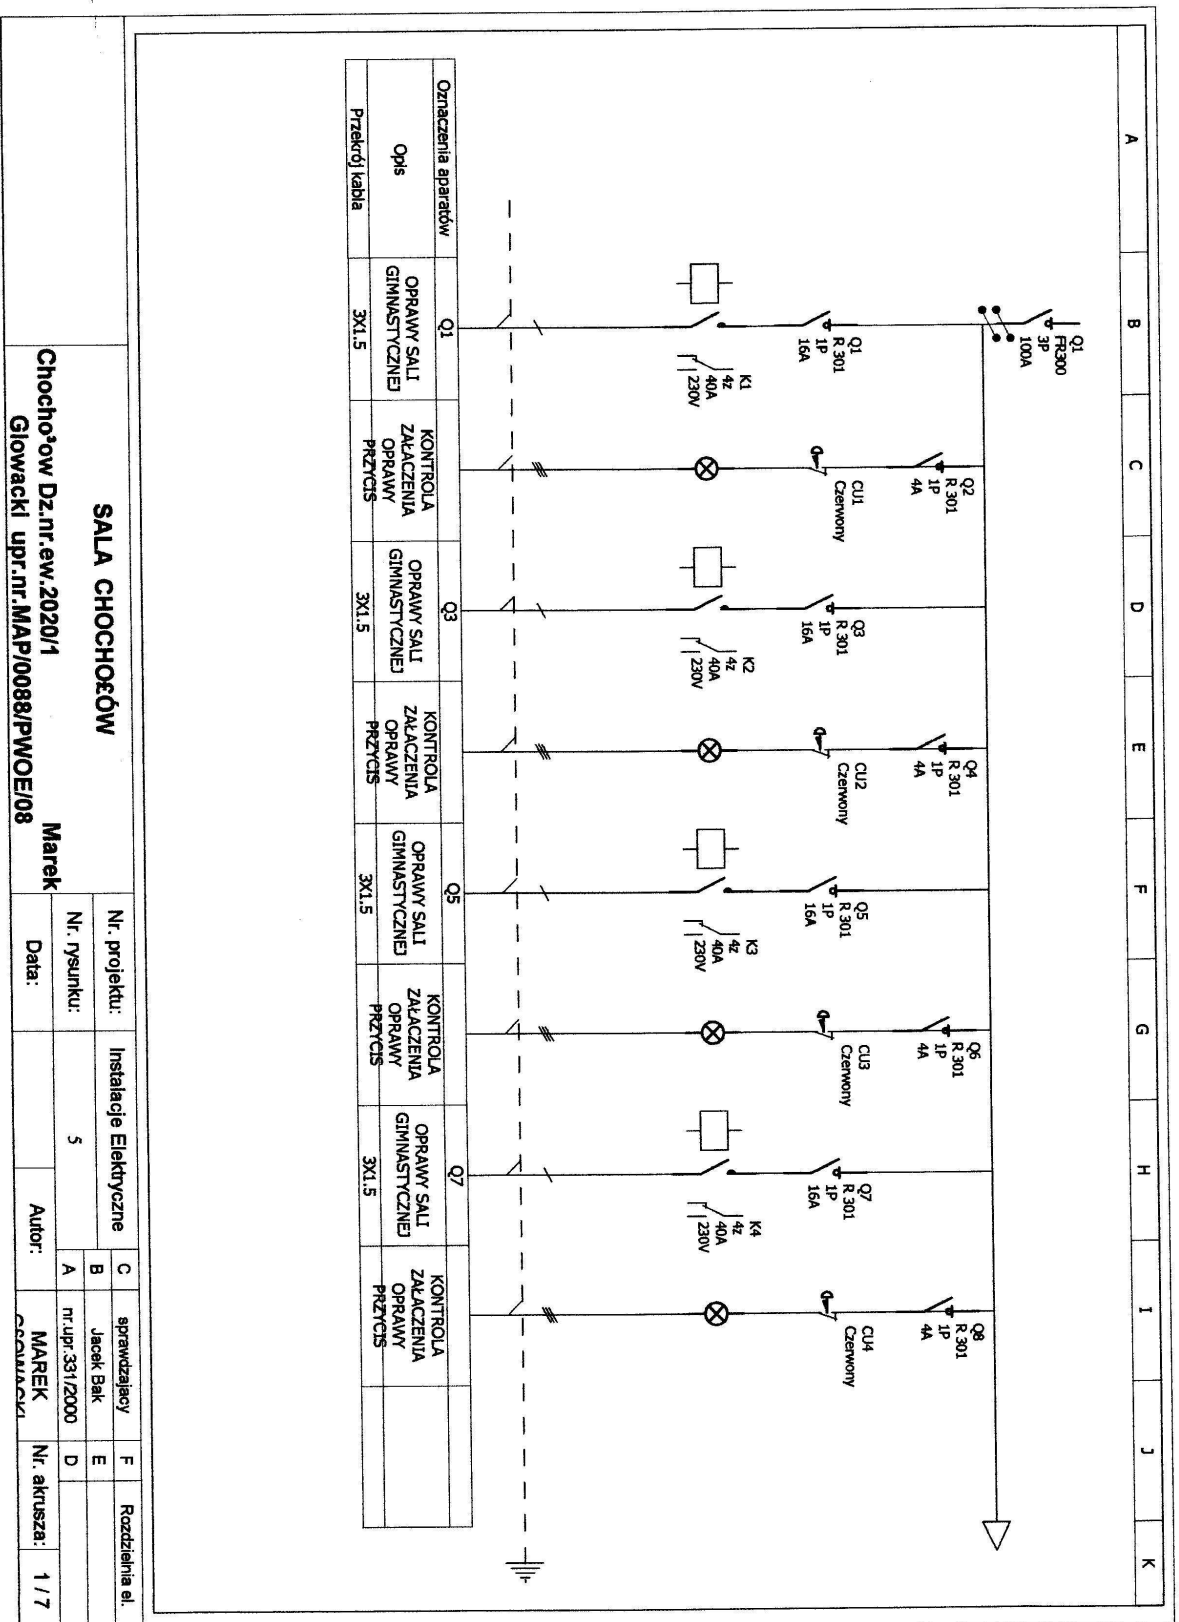 A
B
C
D
E
F
G
H
I
J
K
Q1
FR300
3P
100A
Q1
R 301
1P
16A
K1
4z
40A
230V
Q2
R 301
1P
4A
CU1
Czerwony
Q3
R 301
1P
16A
K2
4z
40A
230V
Q4
R 301
1P
4A
CU2
Czerwony
Q5
R 301
1P
16A
K3
4z
40A
230V
Q6
R 301
1P
4A
CU3
Czerwony
Q7
R 301
1P
16A
K4
4z
40A
230V
Q8
R 301
1P
4A
CU4
Czerwony
Oznaczenia aparatów
Q1
Q3
Q5
Q7
Opis
OPRAWY SALI
GIMNASTYCZNEJ
KONTROLA
ZAŁACZENIA
OPRAWY
PRZYCIS
OPRAWY SALI
GIMNASTYCZNEJ
KONTROLA
ZAŁACZENIA
OPRAWY
PRZYCIS
OPRAWY SALI
GIMNASTYCZNEJ
KONTROLA
ZAŁACZENIA
OPRAWY
PRZYCIS
OPRAWY SALI
GIMNASTYCZNEJ
KONTROLA
ZAŁACZENIA
OPRAWY
PRZYCIS
Przekrój kabla
3X1.5
3X1.5
3X1.5
3X1.5
SALA CHOCHO£ÓW
Chocho³ow Dz.nr.ew.2020/1 Marek
Glowacki upr.nr.MAP/0088/PWOE/08
Nr. projektu:
Instalacje Elektryczne
Nr. rysunku:
5
Data:
Autor:
MAREK
G£OWACKI
C
sprawdzajacy
F
Rozdzielnia el.
B
Jacek Bak
E
A
nr.upr.331/2000
D
Nr. akrusza:
1 / 7